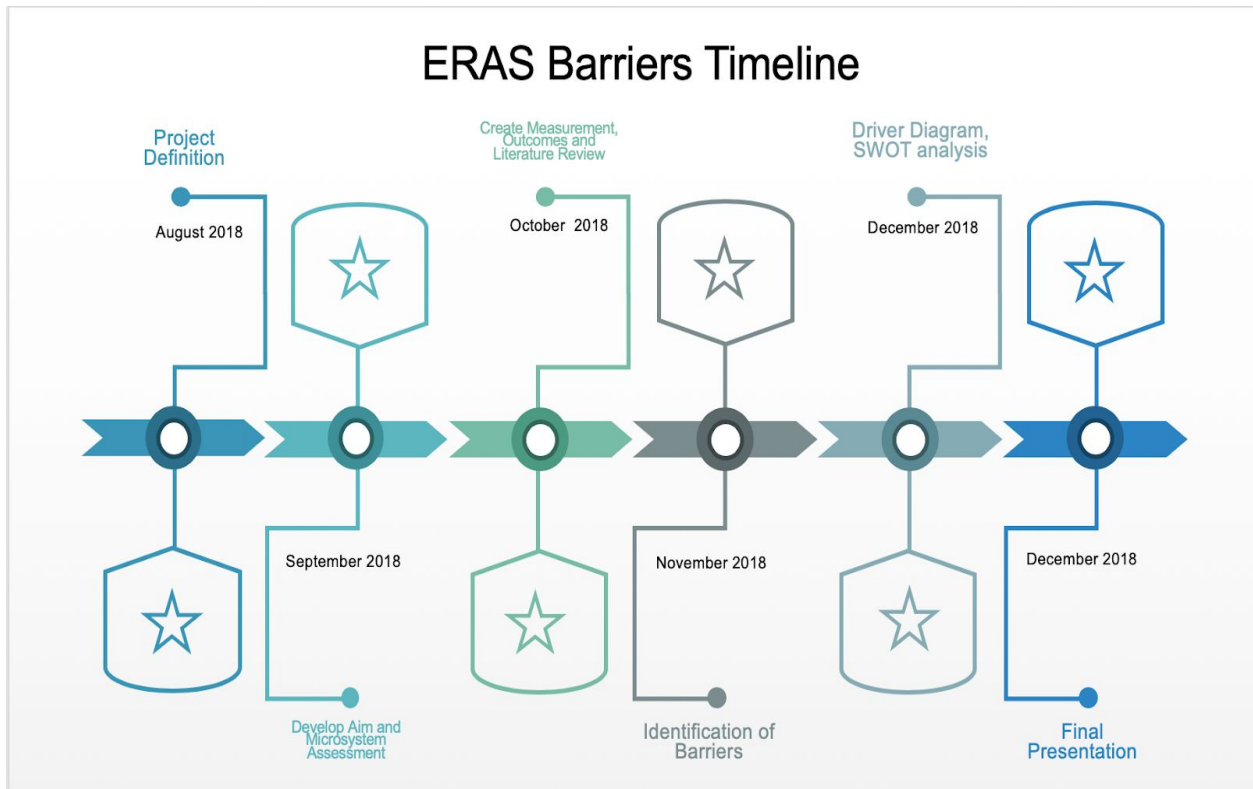 ERAS Barriers Timeline
Project
Definition
August 2018
September 2018
Develop Aim and
Microsystem
Assessment
Create Measurement,
Outcomes and
Literature Review
October 2018
November 2018
Identification of
Barriers
Driver Diagram,
SWOT analysis
December 2018
December 2018
Final
Presentation